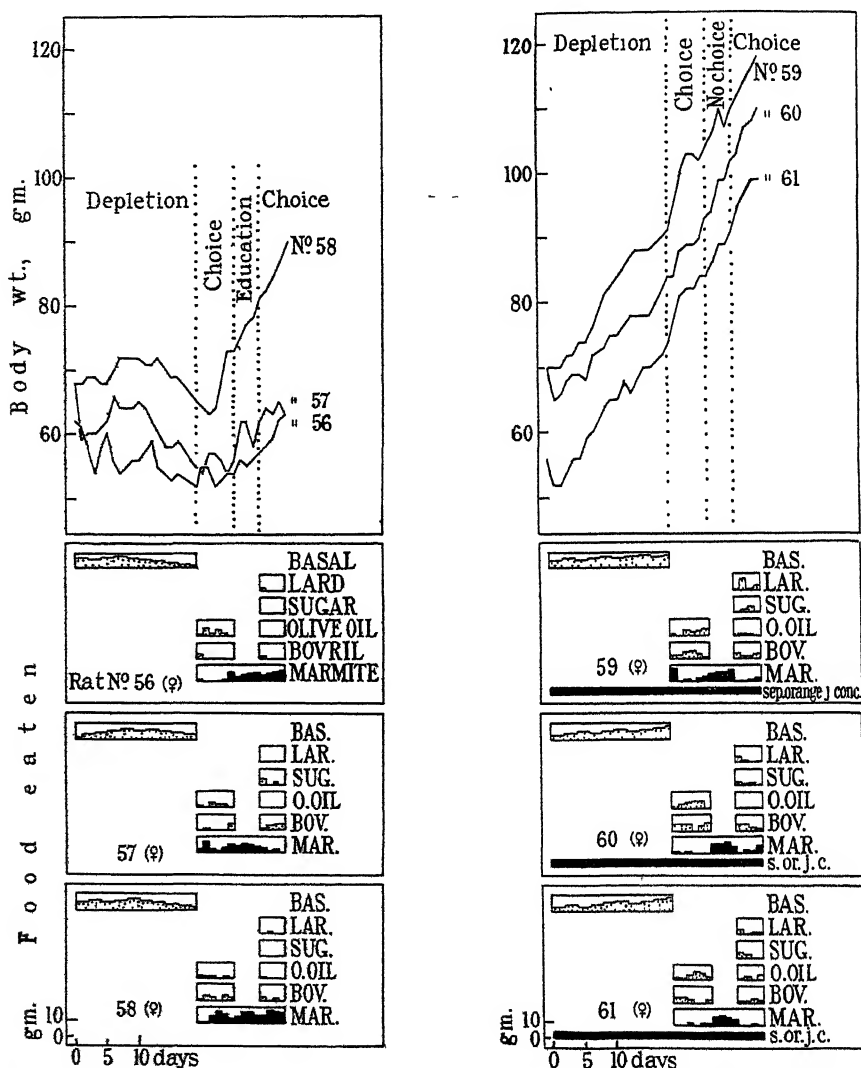 120
100
80
60
Body wt., gm.
Depletion
Choice
Education
Choice
Nº 58
" 57
" 56
120
100
80
60
Depletion
Choice
No choice
Choice
Nº 59
" 60
" 61
Food eaten
BASAL
LARD
SUGAR
OLIVE OIL
BOVRIL
MARMITE
Rat Nº 56 (♀)
BAS.
LAR.
SUG.
O.OIL
BOV.
MAR.
57 (♀)
BAS.
LAR.
SUG.
O.OIL
BOV.
MAR.
58 (♀)
gm.
10
0
0 5 10 days
BAS.
LAR.
SUG.
O.OIL
BOV.
MAR.
59 (♀)
sep.orange j conc.
BAS.
LAR.
SUG.
O.OIL
BOV.
MAR.
60 (♀)
s.or.j.c.
BAS.
LAR.
SUG.
O.OIL
BOV.
MAR.
61 (♀)
s.or.j.c.
gm.
10
0
0 5 10 days